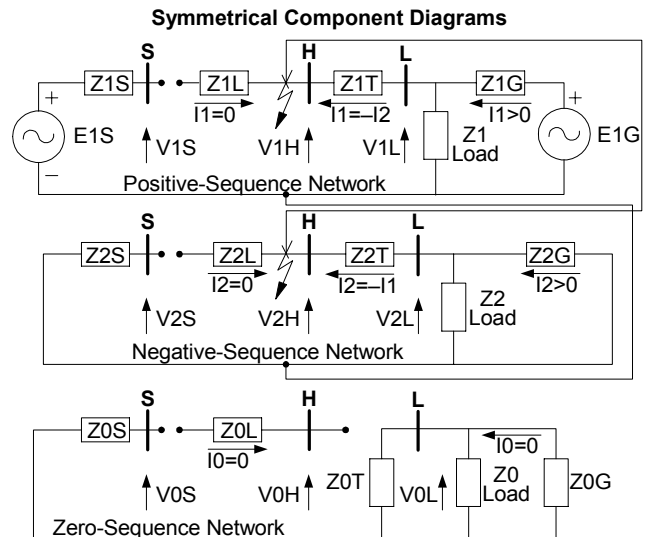 Symmetrical Component Diagrams
S H L
Z1S Z1L Z1T Z1G
I1=0 I1=–I2 I1>0
+ +
E1S V1S V1H V1L Z1 Load E1G
–
Positive-Sequence Network
S H L
Z2S Z2L Z2T Z2G
I2=0 I2=–I1 I2>0
V2S V2H V2L Z2 Load
Negative-Sequence Network
S H L
Z0S Z0L I0=0
I0=0
V0S V0H Z0T V0L Z0 Load Z0G
Zero-Sequence Network